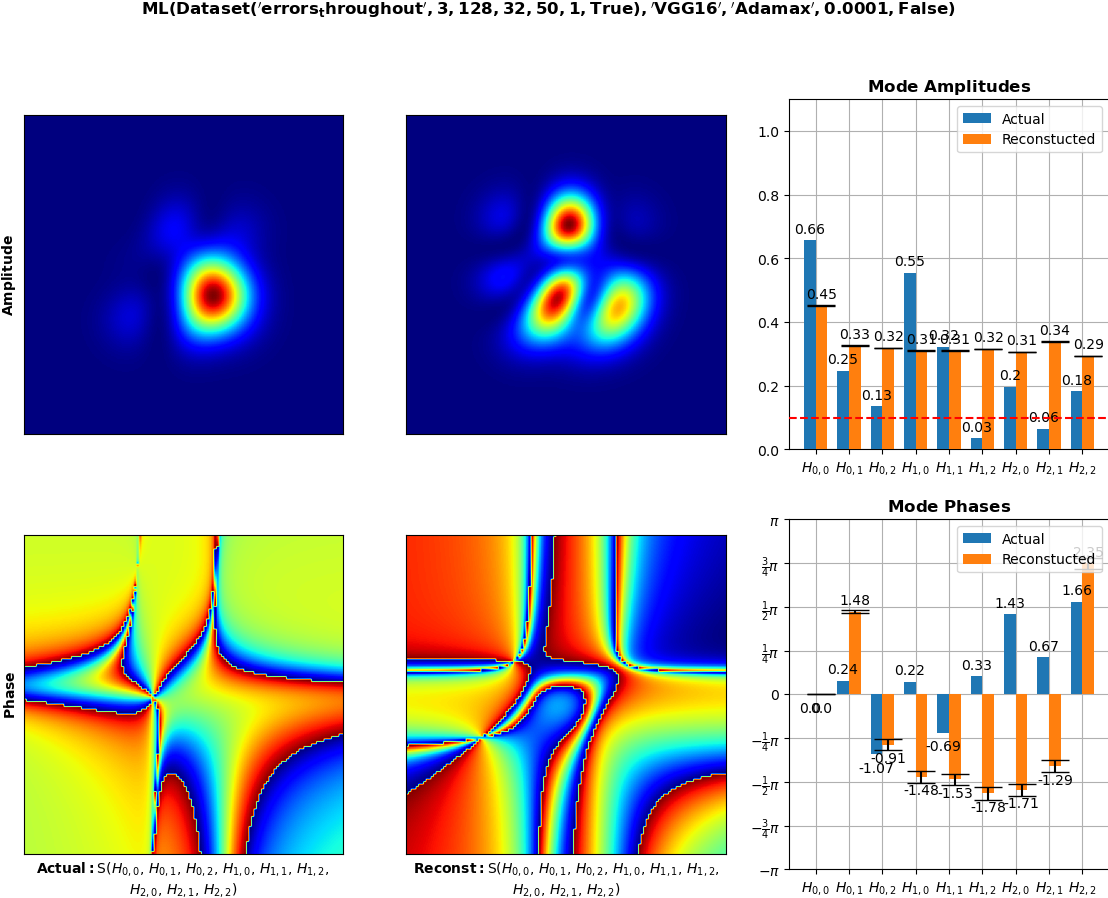 ML(Dataset('errorsₜhroughout', 3, 128, 32, 50, 1, True), 'VGG16', 'Adamax', 0.0001, False)
Amplitude
Mode Amplitudes
Actual
Reconstucted
1.0
0.8
0.6
0.4
0.2
0.0
0.66
0.45
0.25
0.33
0.13
0.32
0.55
0.31
0.32
0.31
0.03
0.32
0.2
0.31
0.06
0.34
0.18
0.29
H₀,₀ H₀,₁ H₀,₂ H₁,₀ H₁,₁ H₁,₂ H₂,₀ H₂,₁ H₂,₂
Phase
Actual: S(H₀,₀, H₀,₁, H₀,₂, H₁,₀, H₁,₁, H₁,₂,
H₂,₀, H₂,₁, H₂,₂)
Reconst: S(H₀,₀, H₀,₁, H₀,₂, H₁,₀, H₁,₁, H₁,₂,
H₂,₀, H₂,₁, H₂,₂)
Mode Phases
Actual
Reconstucted
π
3/4π
1/2π
1/4π
0
−1/4π
−1/2π
−3/4π
−π
0.0
0.0
0.24
1.48
-1.07
-0.91
0.22
-1.48
-0.69
-1.53
0.33
-1.78
1.43
-1.71
0.67
-1.29
1.66
2.35
H₀,₀ H₀,₁ H₀,₂ H₁,₀ H₁,₁ H₁,₂ H₂,₀ H₂,₁ H₂,₂